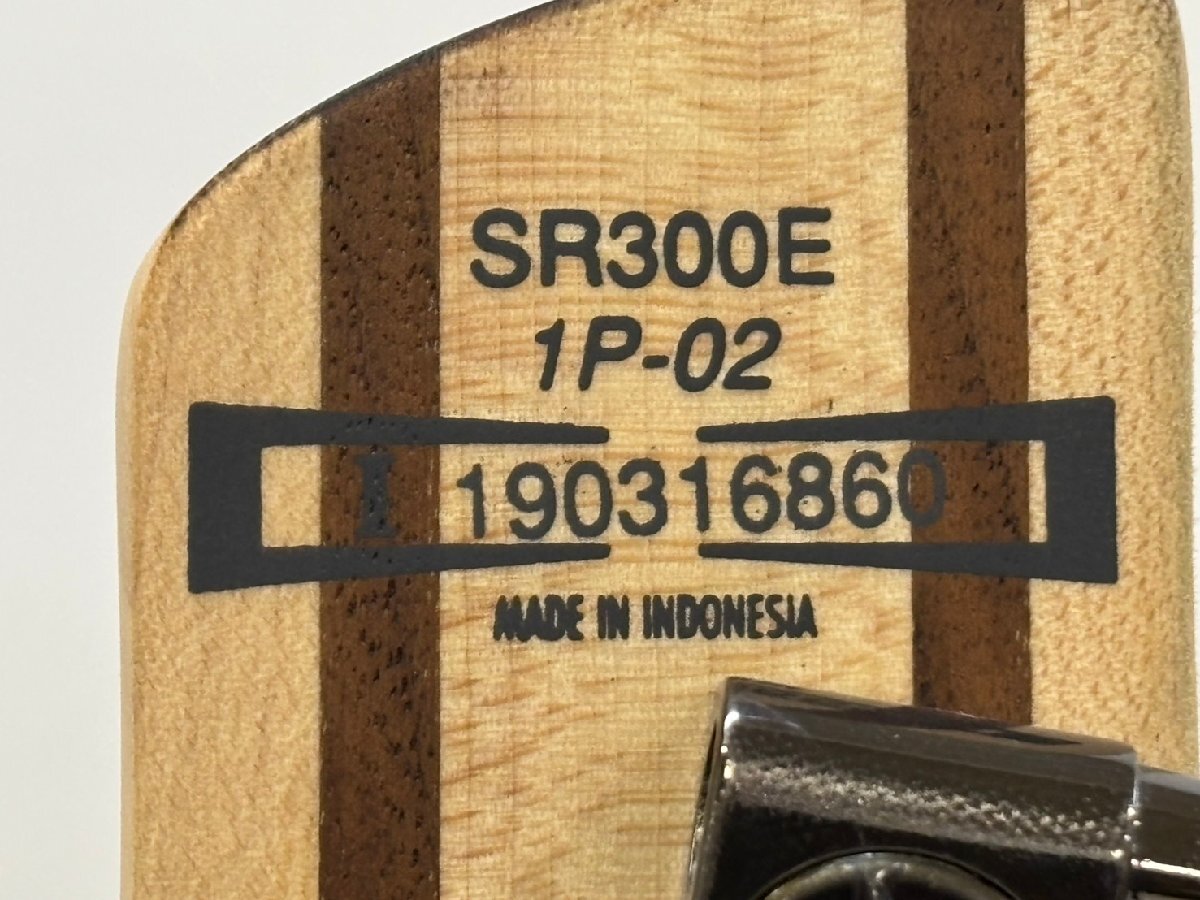 SR300E
1P-02
I 190316860
MADE IN INDONESIA